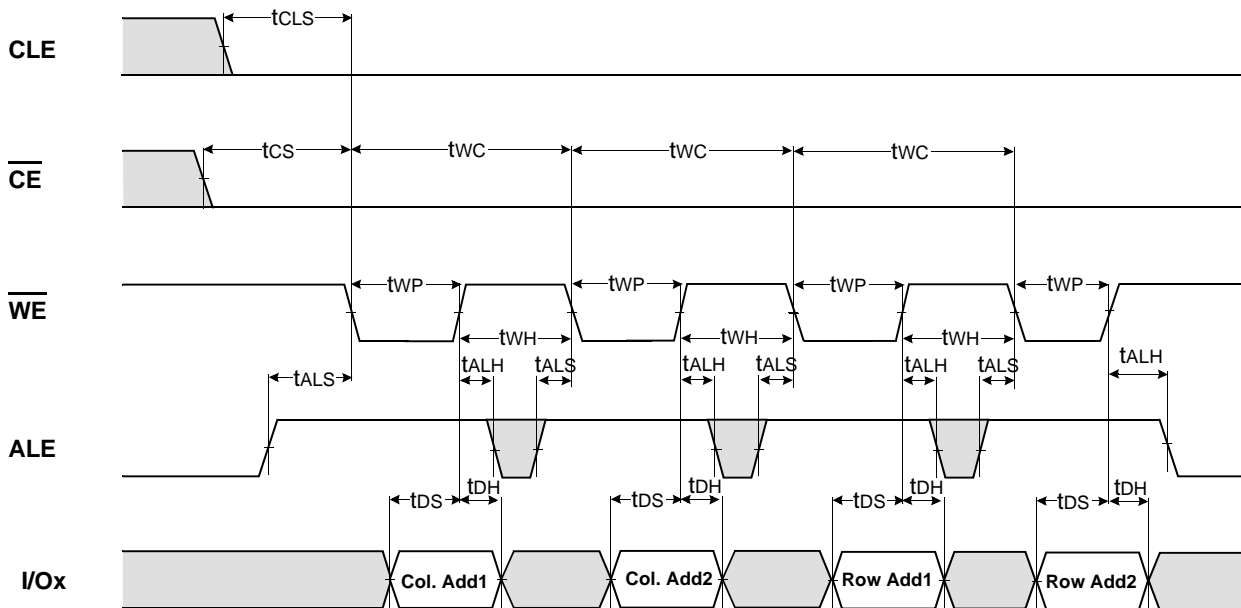 CLE
tCLS
CE
tCS
tWC
tWC
tWC
WE
tWP
tWP
tWP
tWP
tWH
tWH
tWH
tALS
tALH
tALS
tALH
tALS
tALH
tALS
tALH
ALE
tDS
tDH
tDS
tDH
tDS
tDH
tDS
tDH
I/Ox
Col. Add1
Col. Add2
Row Add1
Row Add2